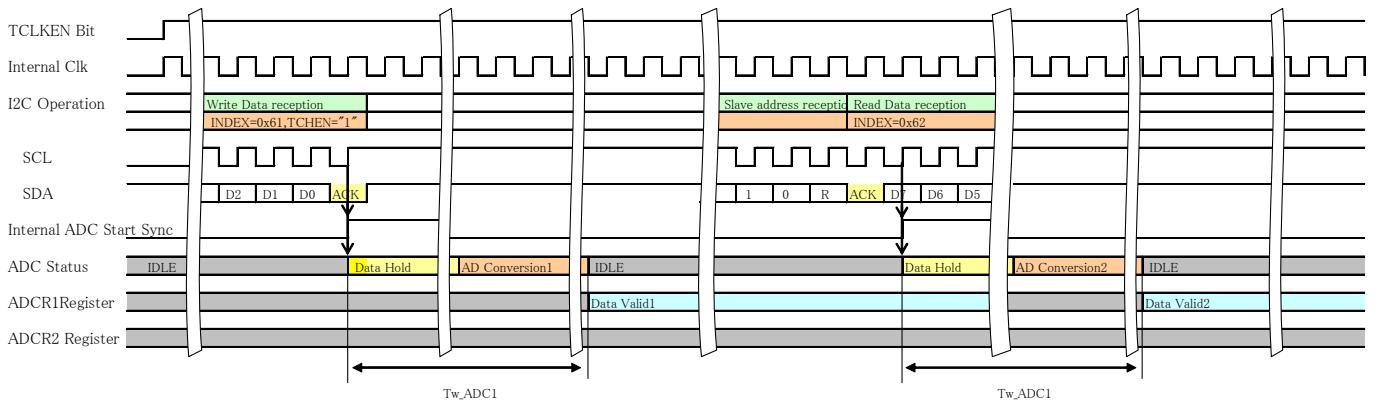 TCLKEN Bit
Internal Clk
I2C Operation
Write Data reception
Slave address receptio
Read Data reception
INDEX=0x61,TCHEN="1"
INDEX=0x62
SCL
SDA
D2 D1 D0 ACK
1 0 R ACK D7 D6 D5
Internal ADC Start Sync
ADC Status
IDLE
Data Hold
AD Conversion1
IDLE
Data Hold
AD Conversion2
IDLE
ADCR1Register
Data Valid1
Data Valid2
ADCR2 Register
Tw_ADC1
Tw_ADC1